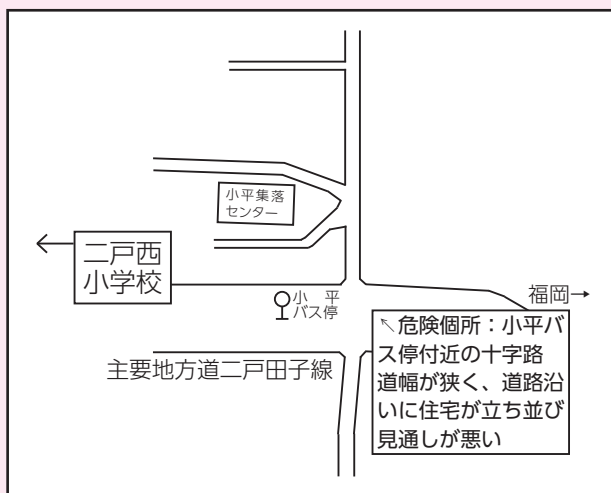 小平集落
センター
二戸西
小学校
小平
バス停
福岡→
↖危険個所：小平バ
ス停付近の十字路
道幅が狭く、道路沿
いに住宅が立ち並び
見通しが悪い
主要地方道二戸田子線